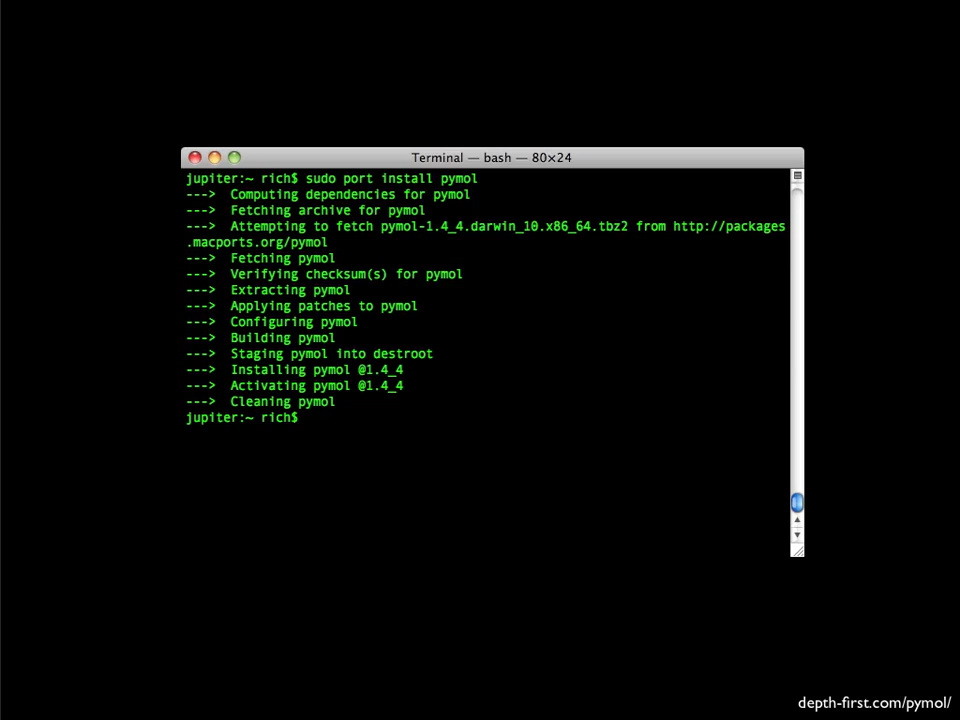 Terminal — bash — 80×24
jupiter:~ rich$ sudo port install pymol
--->  Computing dependencies for pymol
--->  Fetching archive for pymol
--->  Attempting to fetch pymol-1.4_4.darwin_10.x86_64.tbz2 from http://packages
.macports.org/pymol
--->  Fetching pymol
--->  Verifying checksum(s) for pymol
--->  Extracting pymol
--->  Applying patches to pymol
--->  Configuring pymol
--->  Building pymol
--->  Staging pymol into destroot
--->  Installing pymol @1.4_4
--->  Activating pymol @1.4_4
--->  Cleaning pymol
jupiter:~ rich$
depth-first.com/pymol/